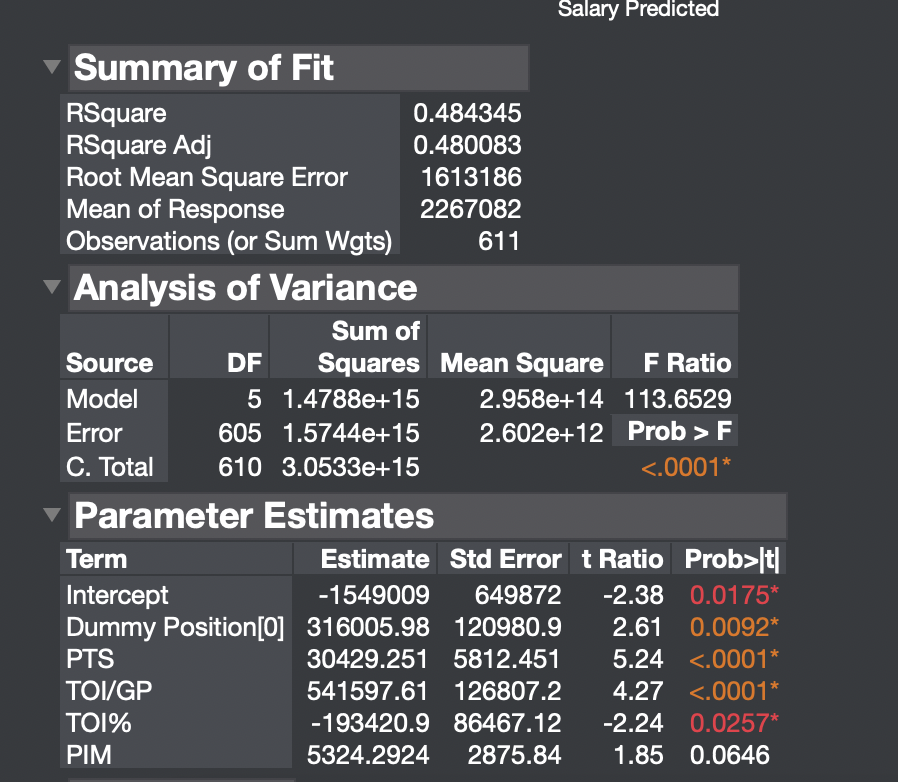 Salary Predicted
Summary of Fit
RSquare 0.484345
RSquare Adj 0.480083
Root Mean Square Error 1613186
Mean of Response 2267082
Observations (or Sum Wgts) 611
Analysis of Variance
Source DF Sum of Squares Mean Square F Ratio
Model 5 1.4788e+15 2.958e+14 113.6529
Error 605 1.5744e+15 2.602e+12 Prob > F
C. Total 610 3.0533e+15 <.0001*
Parameter Estimates
Term Estimate Std Error t Ratio Prob>|t|
Intercept -1549009 649872 -2.38 0.0175*
Dummy Position[0] 316005.98 120980.9 2.61 0.0092*
PTS 30429.251 5812.451 5.24 <.0001*
TOI/GP 541597.61 126807.2 4.27 <.0001*
TOI% -193420.9 86467.12 -2.24 0.0257*
PIM 5324.2924 2875.84 1.85 0.0646